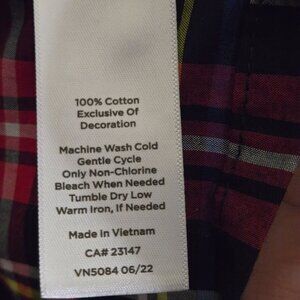 100% Cotton
Exclusive Of
Decoration
Machine Wash Cold
Gentle Cycle
Only Non-Chlorine
Bleach When Needed
Tumble Dry Low
Warm Iron, If Needed
Made In Vietnam
CA# 23147
VN5084 06/22